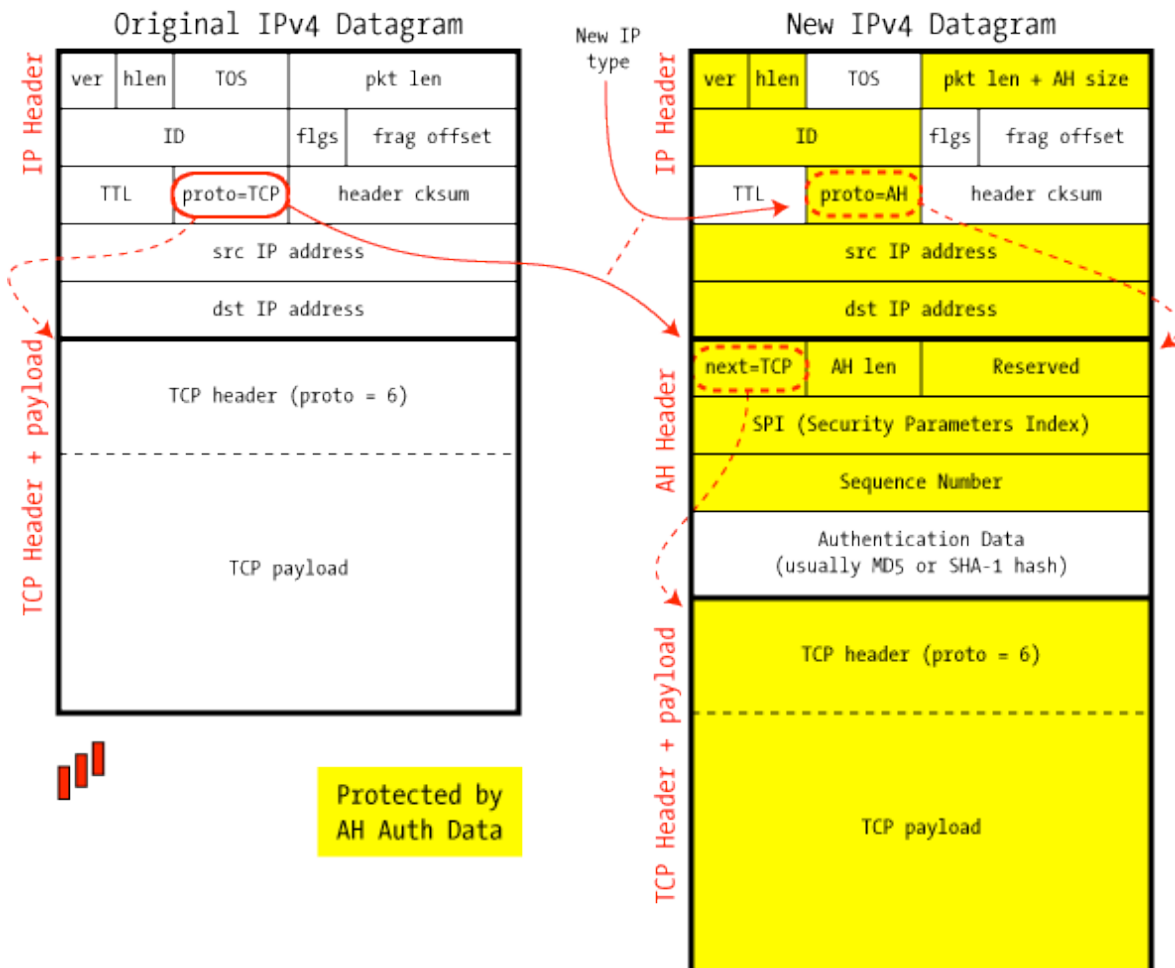 Original IPv4 Datagram
IP Header
ver hlen TOS pkt len
ID flgs frag offset
TTL proto=TCP header cksum
src IP address
dst IP address
TCP Header + payload
TCP header (proto = 6)
TCP payload
Protected by
AH Auth Data
New IP
type
New IPv4 Datagram
IP Header
ver hlen TOS pkt len + AH size
ID flgs frag offset
TTL proto=AH header cksum
src IP address
dst IP address
AH Header
next=TCP AH len Reserved
SPI (Security Parameters Index)
Sequence Number
Authentication Data
(usually MD5 or SHA-1 hash)
TCP Header + payload
TCP header (proto = 6)
TCP payload